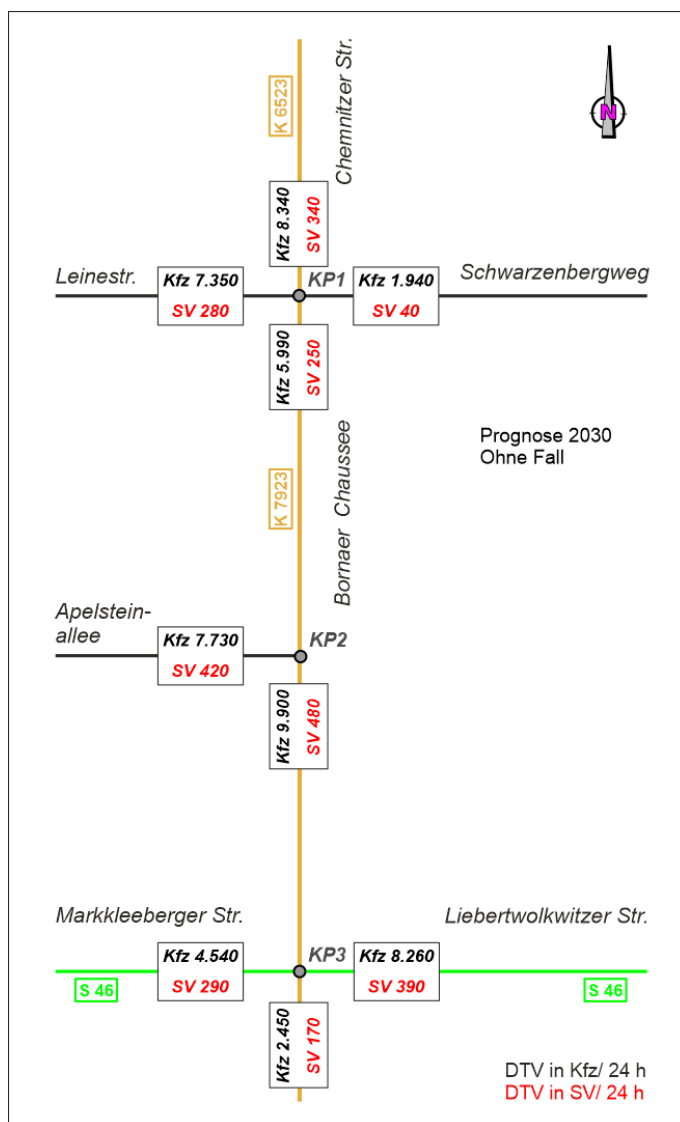 K 6523
Chemnitzer Str.
N
Kfz 8.340
SV 340
Leinestr.
Kfz 7.350
SV 280
KP1
Kfz 1.940
SV 40
Schwarzenbergweg
Kfz 5.990
SV 250
Prognose 2030
Ohne Fall
K 7923
Bornaer Chaussee
Apelstein-
allee
Kfz 7.730
SV 420
KP2
Kfz 9.900
SV 480
Markkleeberger Str.
Liebertwolkwitzer Str.
S 46
Kfz 4.540
SV 290
KP3
Kfz 8.260
SV 390
S 46
Kfz 2.450
SV 170
DTV in Kfz/ 24 h
DTV in SV/ 24 h